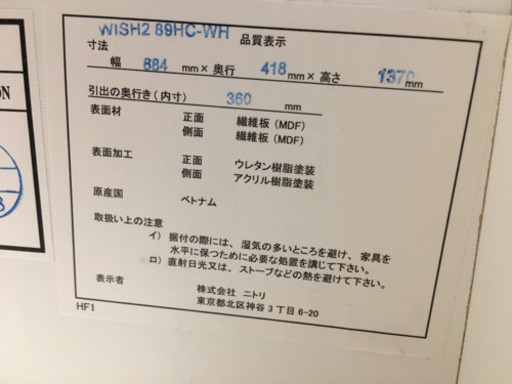 WISH2 89HC-WH 品質表示
寸法
幅 884 mm × 奥行 418 mm × 高さ 1370 mm
引出の奥行き（内寸） 360 mm
表面材 正面 繊維板（MDF）
側面 繊維板（MDF）
表面加工 正面 ウレタン樹脂塗装
側面 アクリル樹脂塗装
原産国 ベトナム
取扱い上の注意
イ）据付の際には、湿気の多いところを避け、家具を
水平に保つために必要な処置を講じて下さい。
ロ）直射日光又は、ストーブなどの熱を避けて下さい。
表示者 株式会社 ニトリ
東京都北区神谷3丁目6-20
HF1